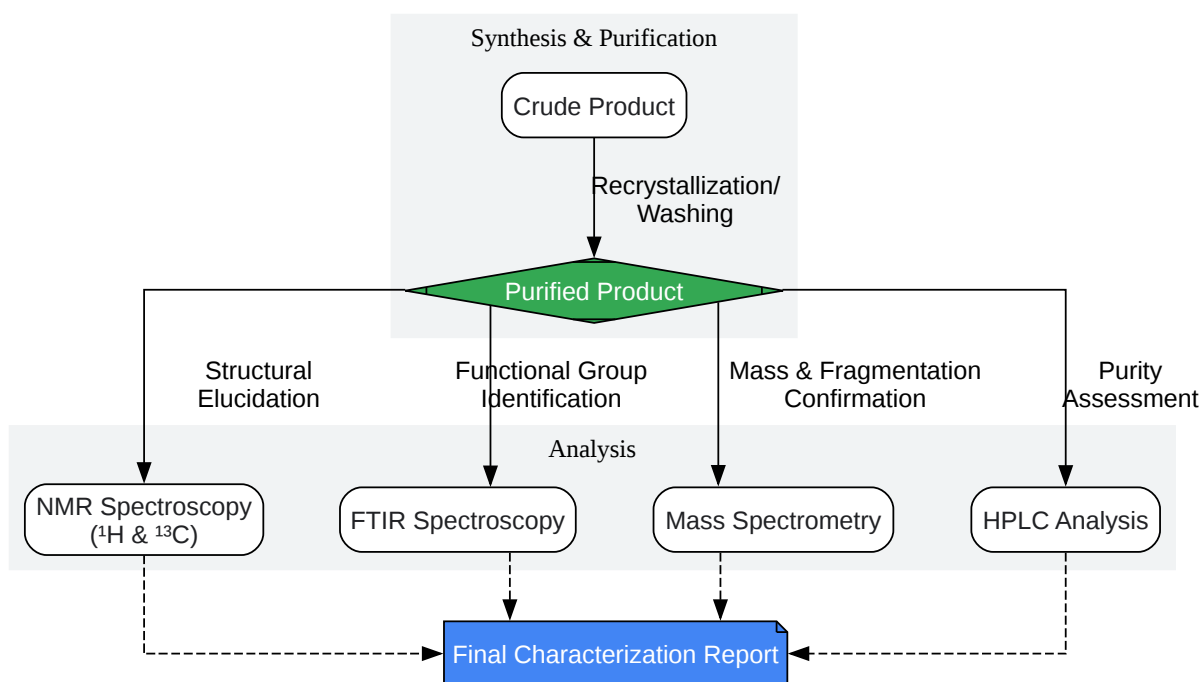 Synthesis & Purification
Crude Product
Recrystallization/
Washing
Purified Product
Structural
Elucidation
Functional Group
Identification
Mass & Fragmentation
Confirmation
Purity
Assessment
Analysis
NMR Spectroscopy
(¹H & ¹³C)
FTIR Spectroscopy
Mass Spectrometry
HPLC Analysis
Final Characterization Report